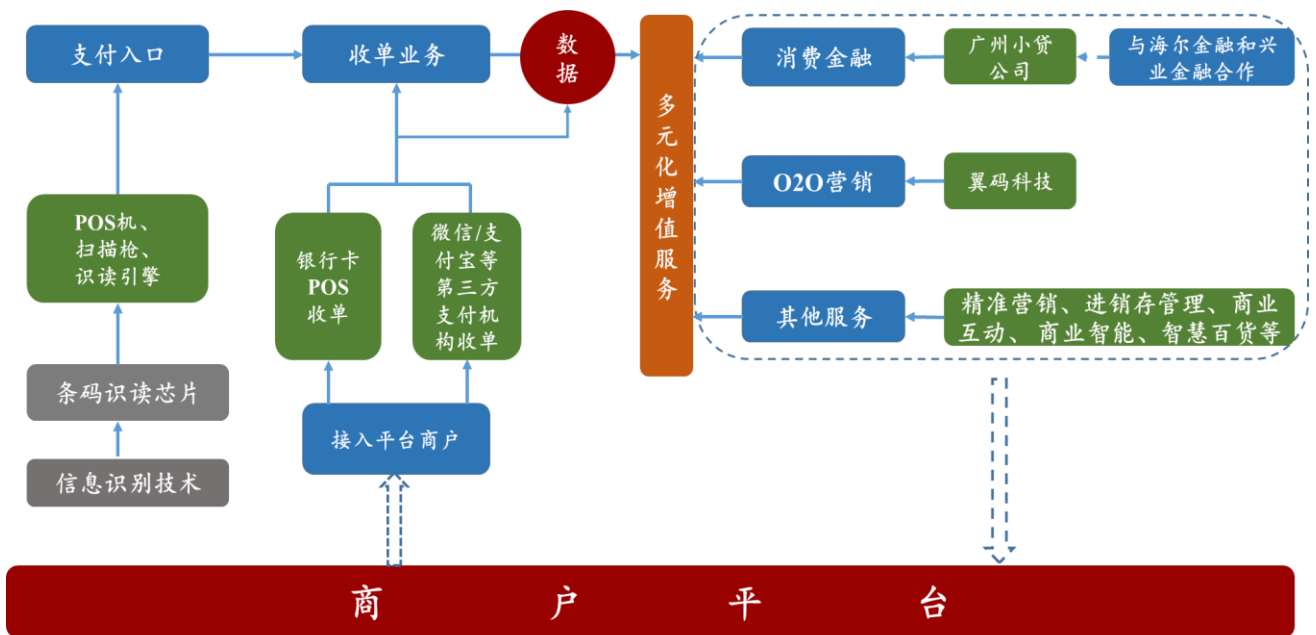 支付入口
收单业务
数
据
多
元
化
增
值
服
务
消费金融
广州小贷
公司
与海尔金融和兴
业金融合作
O2O营销
翼码科技
其他服务
精准营销、进销存管理、商业
互动、商业智能、智慧百货等
POS机、
扫描枪、
识读引擎
银行卡
POS
收单
微信/支
付宝等
第三方
支付机
构收单
条码识读芯片
接入平台商户
信息识别技术
商户平台